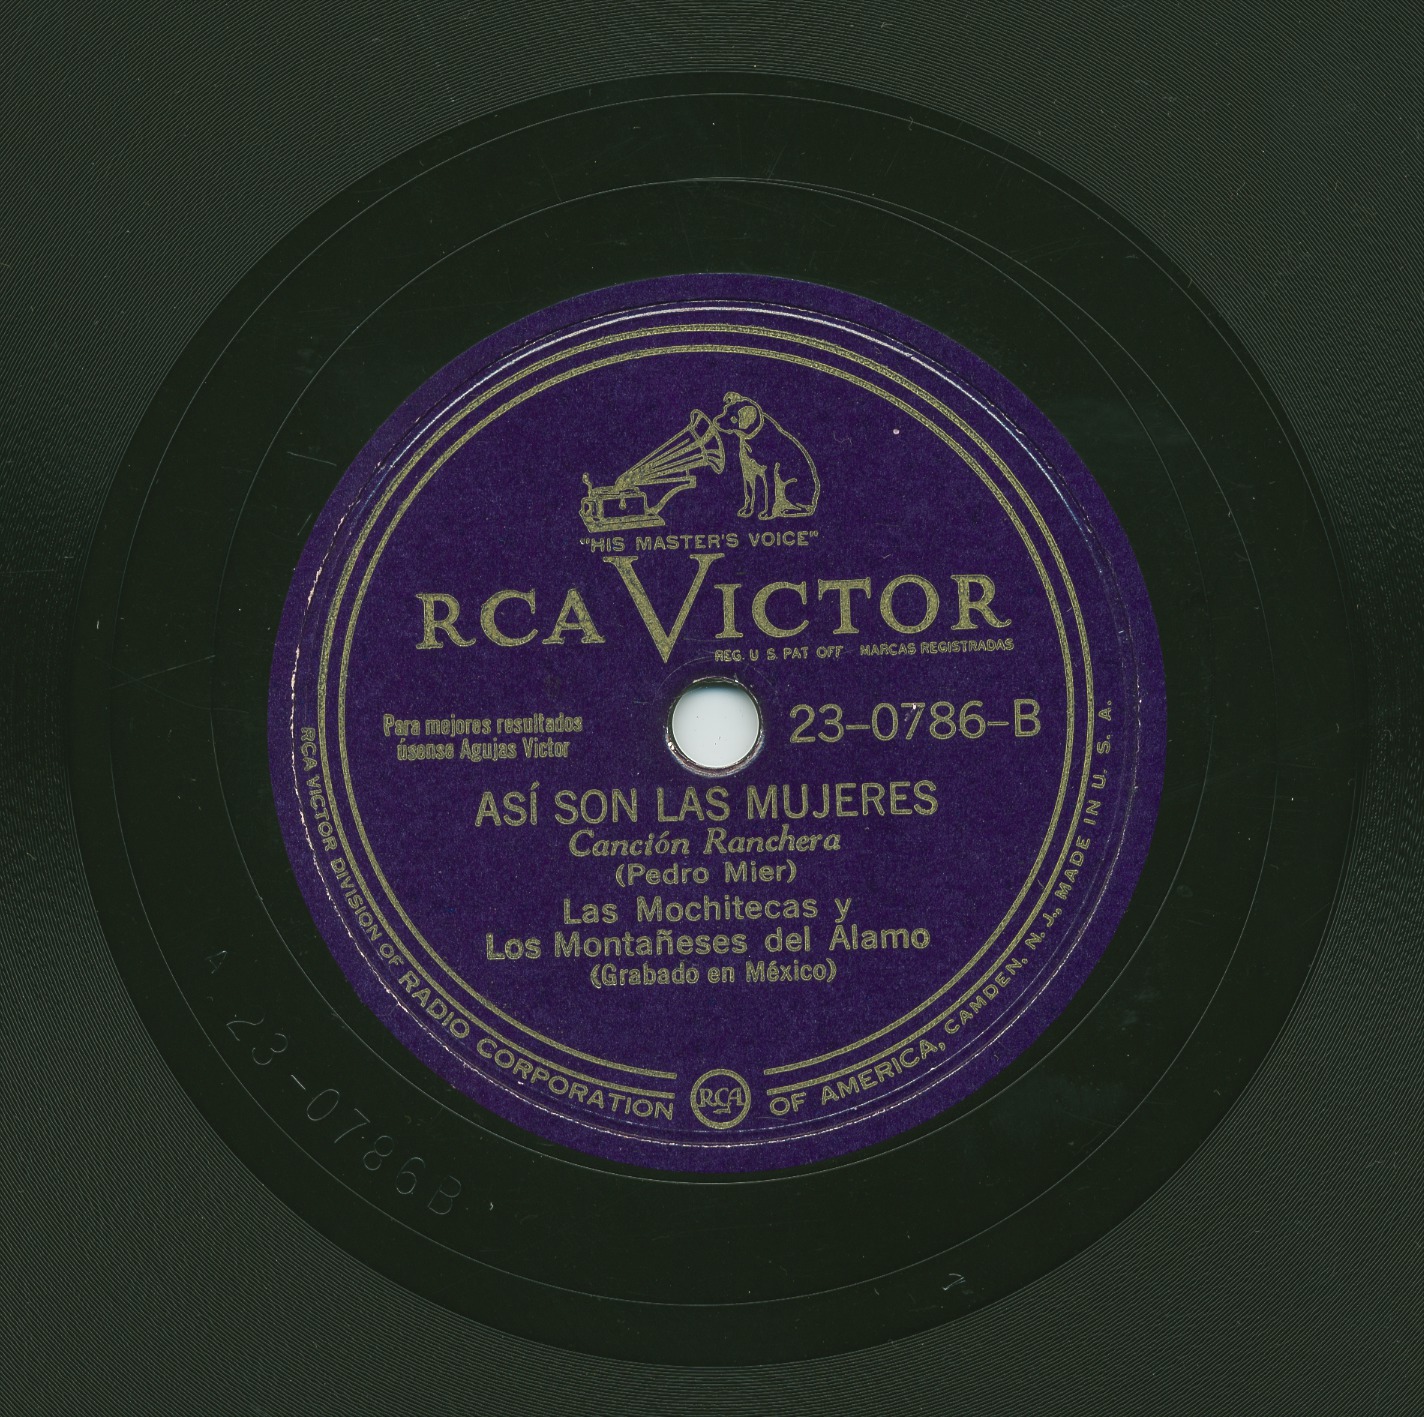 "HIS MASTER'S VOICE"
RCA VICTOR
REG. U. S. PAT. OFF. MARCAS REGISTRADAS
Para mejores resultados
úsense Agujas Victor
23-0786-B
ASÍ SON LAS MUJERES
Canción Ranchera
(Pedro Mier)
Las Mochitecas y
Los Montañeses del Álamo
(Grabado en México)
RCA VICTOR DIVISION OF RADIO CORPORATION OF AMERICA, CAMDEN, N. J., MADE IN U. S. A.
RCA
A 23-0786B